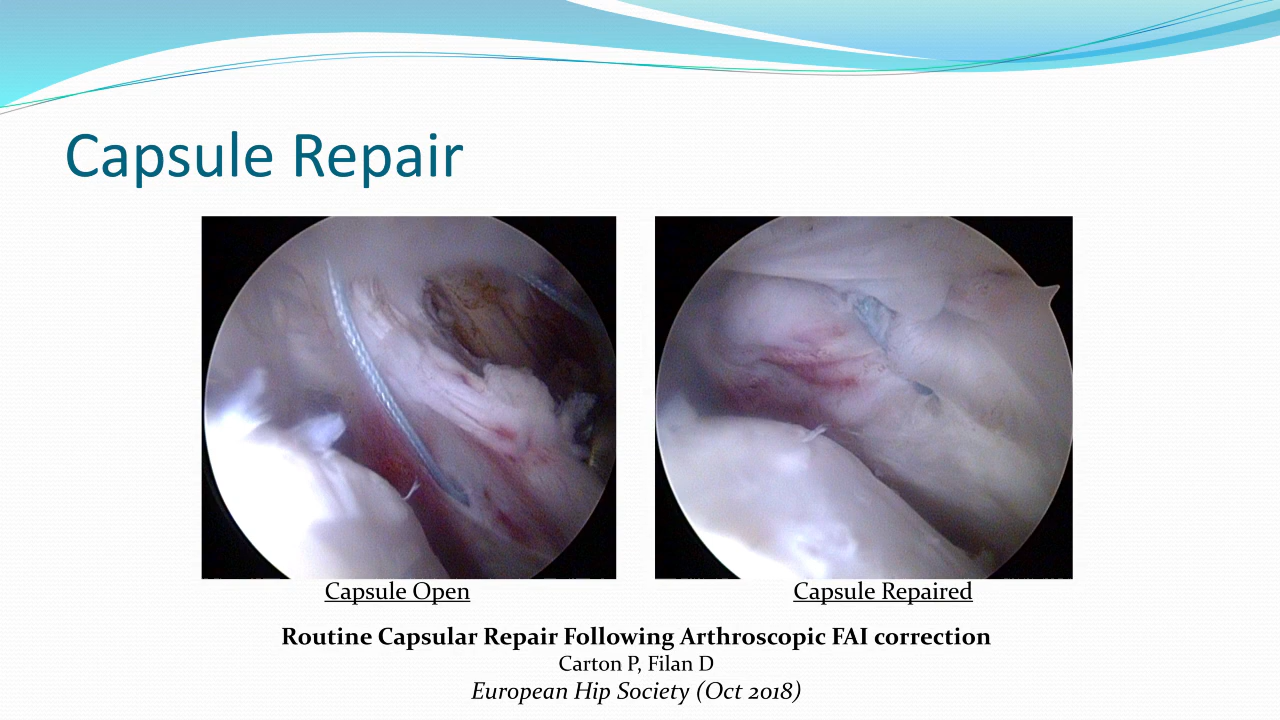 Capsule Repair
Capsule Open
Capsule Repaired
Routine Capsular Repair Following Arthroscopic FAI correction
Carton P, Filan D
European Hip Society (Oct 2018)